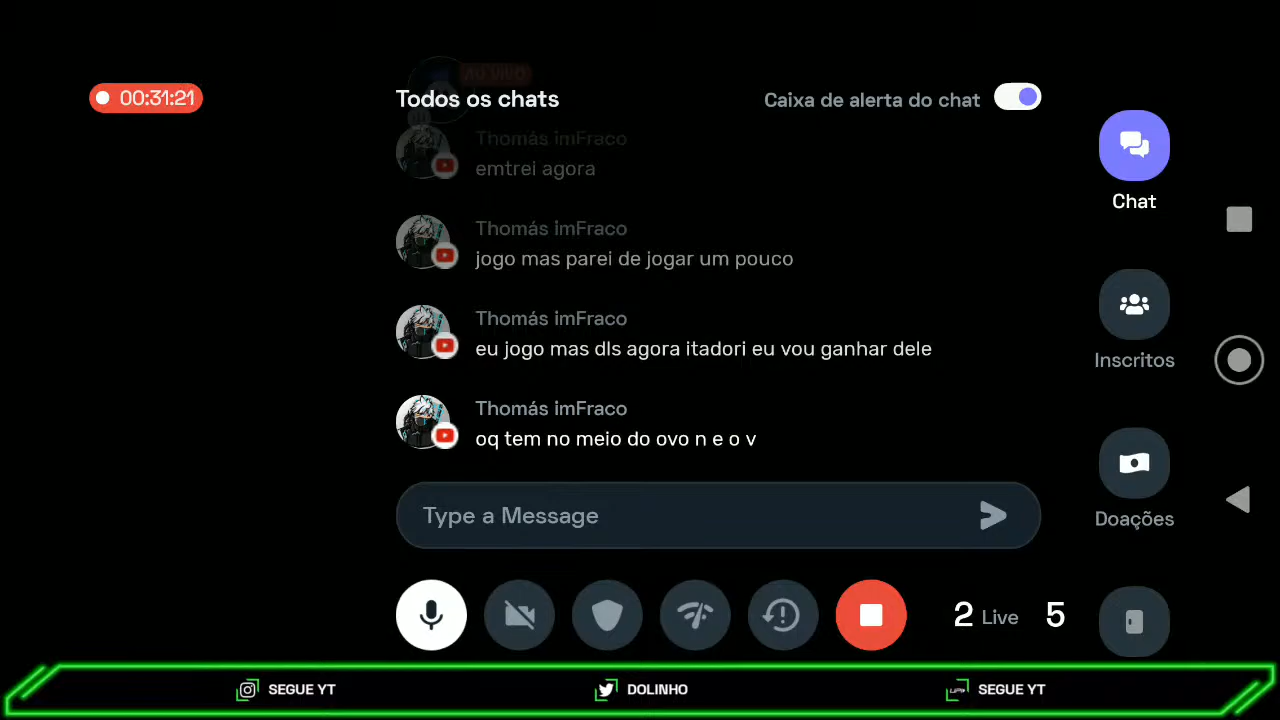 AO VIVO
00:31:21
Todos os chats
Caixa de alerta do chat
Thomás imFraco
emtrei agora
Thomás imFraco
jogo mas parei de jogar um pouco
Thomás imFraco
eu jogo mas dls agora itadori eu vou ganhar dele
Thomás imFraco
oq tem no meio do ovo n e o v
Type a Message
Chat
Inscritos
Doações
2 Live 5
SEGUE YT
DOLINHO
SEGUE YT